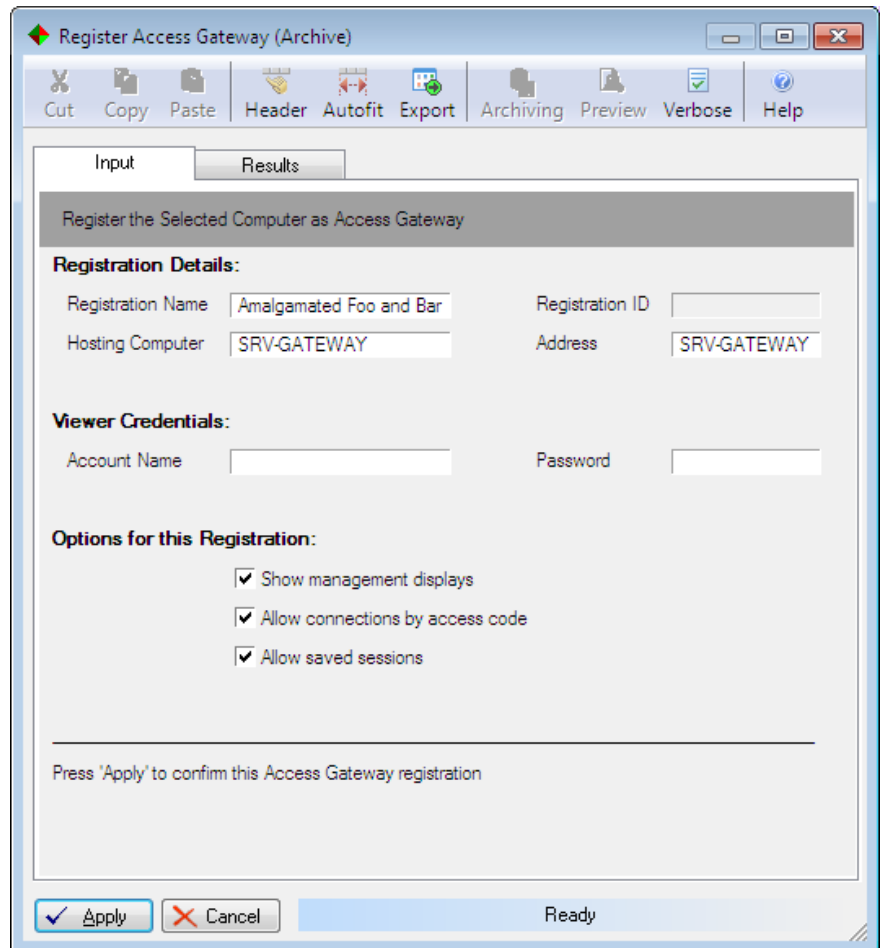 Register Access Gateway (Archive)
Cut Copy Paste Header Autofit Export Archiving Preview Verbose Help
Input Results
Register the Selected Computer as Access Gateway
Registration Details:
Registration Name Amalgamated Foo and Bar Registration ID
Hosting Computer SRV-GATEWAY Address SRV-GATEWAY
Viewer Credentials:
Account Name Password
Options for this Registration:
Show management displays
Allow connections by access code
Allow saved sessions
Press 'Apply' to confirm this Access Gateway registration
Apply Cancel Ready